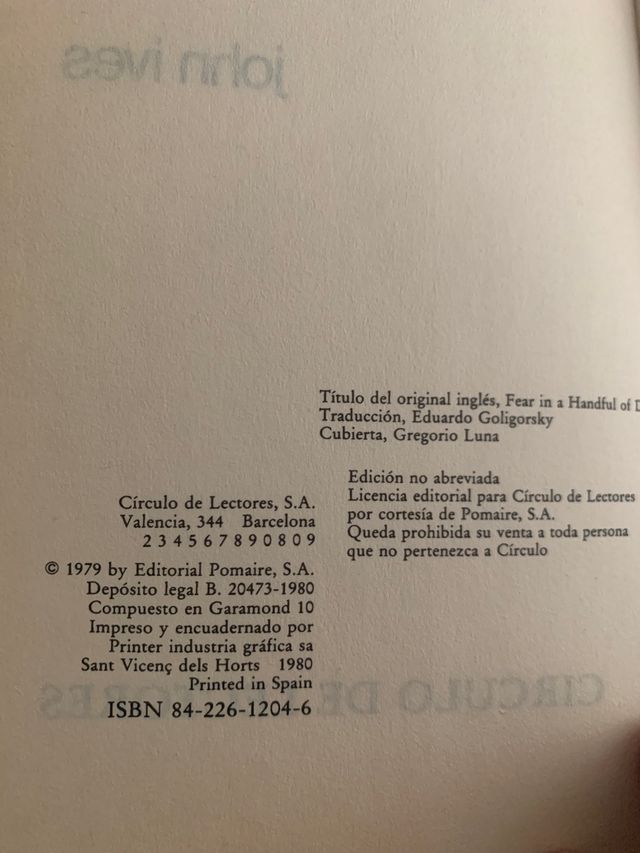 john ives
Título del original inglés, Fear in a Handful of
Traducción, Eduardo Goligorsky
Cubierta, Gregorio Luna
Edición no abreviada
Licencia editorial para Círculo de Lectores
por cortesía de Pomaire, S.A.
Queda prohibida su venta a toda persona
que no pertenezca a Círculo
Círculo de Lectores, S.A.
Valencia, 344 Barcelona
2 3 4 5 6 7 8 9 0 8 0 9
© 1979 by Editorial Pomaire, S.A.
Depósito legal B. 20473-1980
Compuesto en Garamond 10
Impreso y encuadernado por
Printer industria gráfica sa
Sant Vicenç dels Horts 1980
Printed in Spain
ISBN 84-226-1204-6
CIRCULO DE